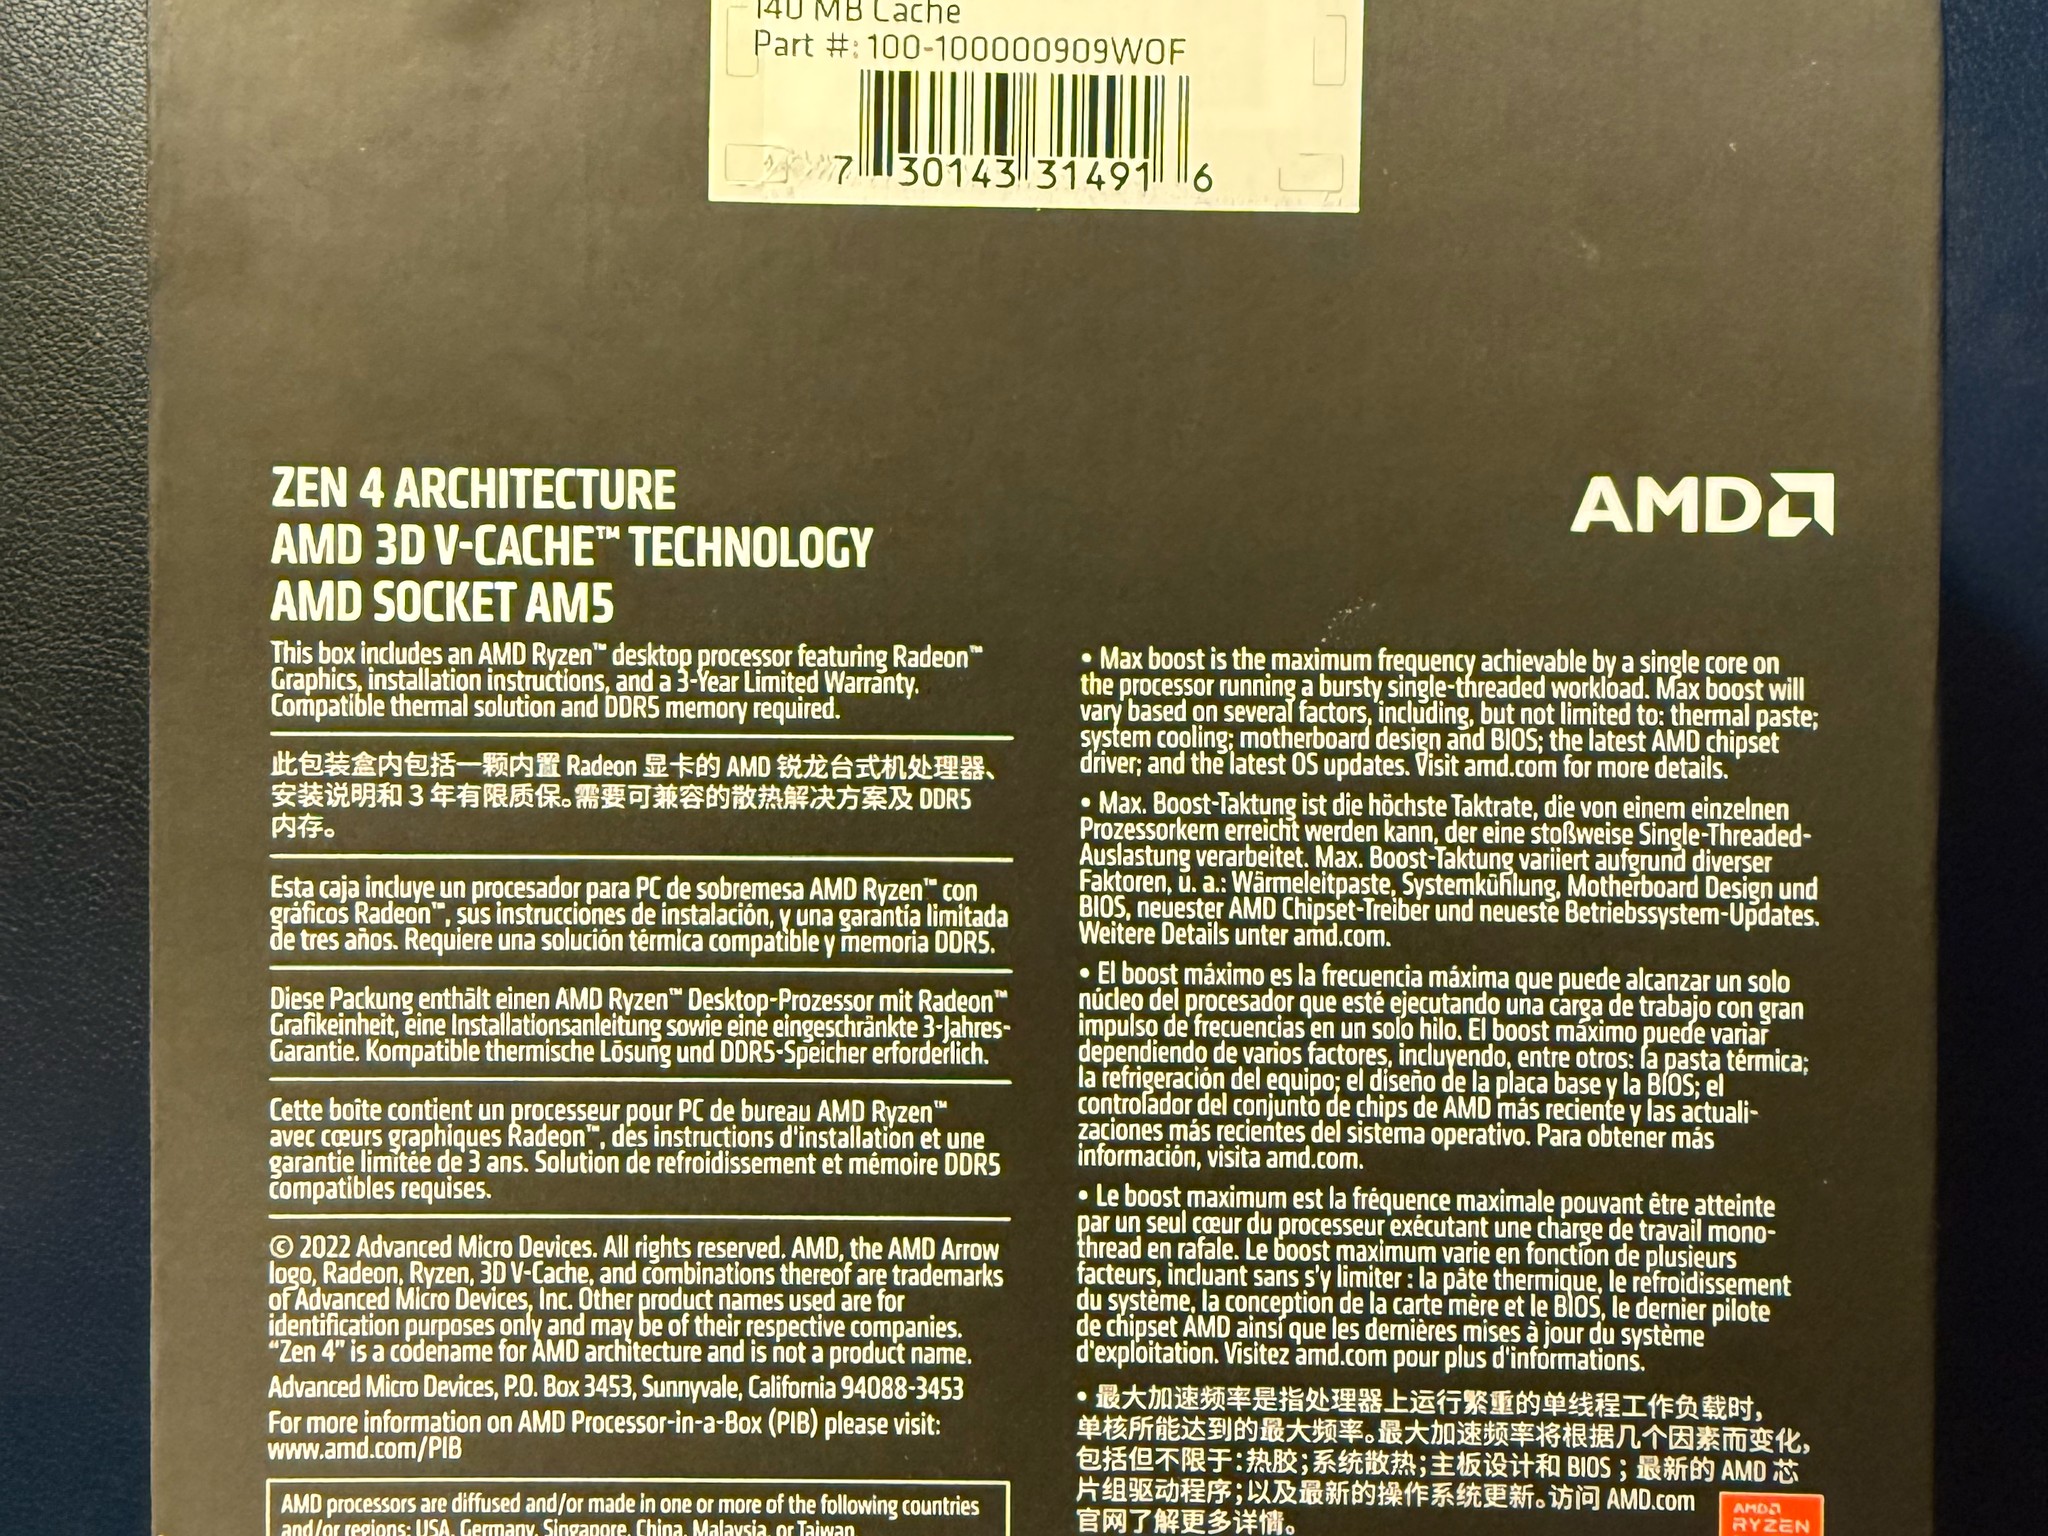 140 MB Cache
Part #: 100-100000909WOF
7 30143 31491 6
ZEN 4 ARCHITECTURE
AMD 3D V-CACHE™ TECHNOLOGY
AMD SOCKET AM5
AMD
This box includes an AMD Ryzen™ desktop processor featuring Radeon™
Graphics, installation instructions, and a 3-Year Limited Warranty.
Compatible thermal solution and DDR5 memory required.
此包装盒内包括一颗内置 Radeon 显卡的 AMD 锐龙台式机处理器、
安装说明和 3 年有限质保。需要可兼容的散热解决方案及 DDR5
内存。
Esta caja incluye un procesador para PC de sobremesa AMD Ryzen™ con
gráficos Radeon™, sus instrucciones de instalación, y una garantía limitada
de tres años. Requiere una solución térmica compatible y memoria DDR5.
Diese Packung enthält einen AMD Ryzen™ Desktop-Prozessor mit Radeon™
Grafikeinheit, eine Installationsanleitung sowie eine eingeschränkte 3-Jahres-
Garantie. Kompatible thermische Lösung und DDR5-Speicher erforderlich.
Cette boîte contient un processeur pour PC de bureau AMD Ryzen™
avec cœurs graphiques Radeon™, des instructions d'installation et une
garantie limitée de 3 ans. Solution de refroidissement et mémoire DDR5
compatibles requises.
© 2022 Advanced Micro Devices. All rights reserved. AMD, the AMD Arrow
logo, Radeon, Ryzen, 3D V-Cache, and combinations thereof are trademarks
of Advanced Micro Devices, Inc. Other product names used are for
identification purposes only and may be of their respective companies.
“Zen 4” is a codename for AMD architecture and is not a product name.
Advanced Micro Devices, P.O. Box 3453, Sunnyvale, California 94088-3453
For more information on AMD Processor-in-a-Box (PIB) please visit:
www.amd.com/PIB
AMD processors are diffused and/or made in one or more of the following countries
and/or regions: USA, Germany, Singapore, China, Malaysia, or Taiwan
• Max boost is the maximum frequency achievable by a single core on
the processor running a bursty single-threaded workload. Max boost will
vary based on several factors, including, but not limited to: thermal paste;
system cooling; motherboard design and BIOS; the latest AMD chipset
driver; and the latest OS updates. Visit amd.com for more details.
• Max. Boost-Taktung ist die höchste Taktrate, die von einem einzelnen
Prozessorkern erreicht werden kann, der eine stoßweise Single-Threaded-
Auslastung verarbeitet. Max. Boost-Taktung variiert aufgrund diverser
Faktoren, u. a.: Wärmeleitpaste, Systemkühlung, Motherboard Design und
BIOS, neuester AMD Chipset-Treiber und neueste Betriebssystem-Updates.
Weitere Details unter amd.com.
• El boost máximo es la frecuencia máxima que puede alcanzar un solo
núcleo del procesador que esté ejecutando una carga de trabajo con gran
impulso de frecuencias en un solo hilo. El boost máximo puede variar
dependiendo de varios factores, incluyendo, entre otros: la pasta térmica;
la refrigeración del equipo; el diseño de la placa base y la BIOS; el
controlador del conjunto de chips de AMD más reciente y las actuali-
zaciones más recientes del sistema operativo. Para obtener más
información, visita amd.com.
• Le boost maximum est la fréquence maximale pouvant être atteinte
par un seul cœur du processeur exécutant une charge de travail mono-
thread en rafale. Le boost maximum varie en fonction de plusieurs
facteurs, incluant sans s'y limiter : la pâte thermique, le refroidissement
du système, la conception de la carte mère et le BIOS, le dernier pilote
de chipset AMD ainsi que les dernières mises à jour du système
d'exploitation. Visitez amd.com pour plus d'informations.
• 最大加速频率是指处理器上运行繁重的单线程工作负载时，
单核所能达到的最大频率。最大加速频率将根据几个因素而变化，
包括但不限于：热胶；系统散热；主板设计和 BIOS；最新的 AMD 芯
片组驱动程序；以及最新的操作系统更新。访问 AMD.com
官网了解更多详情。
AMD
RYZEN